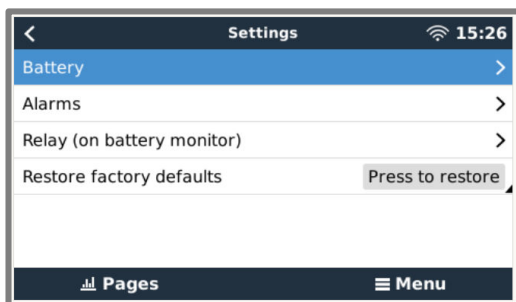 Settings 15:26
Battery
Alarms
Relay (on battery monitor)
Restore factory defaults Press to restore
Pages Menu